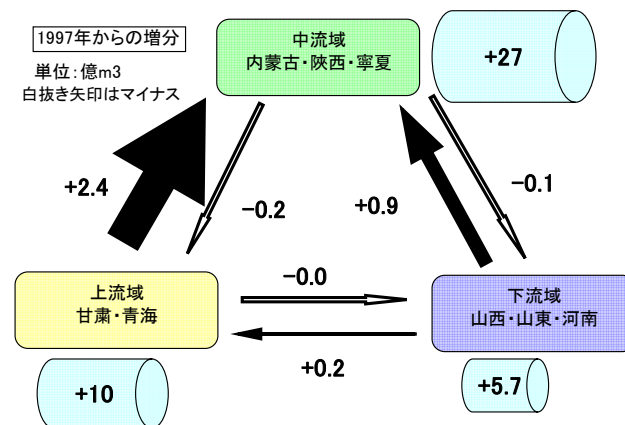 1997年からの増分
単位:億m3
白抜き矢印はマイナス
中流域
内蒙古・陝西・寧夏
+27
+2.4
−0.2
+0.9
−0.1
上流域
甘粛・青海
−0.0
+0.2
下流域
山西・山東・河南
+10
+5.7